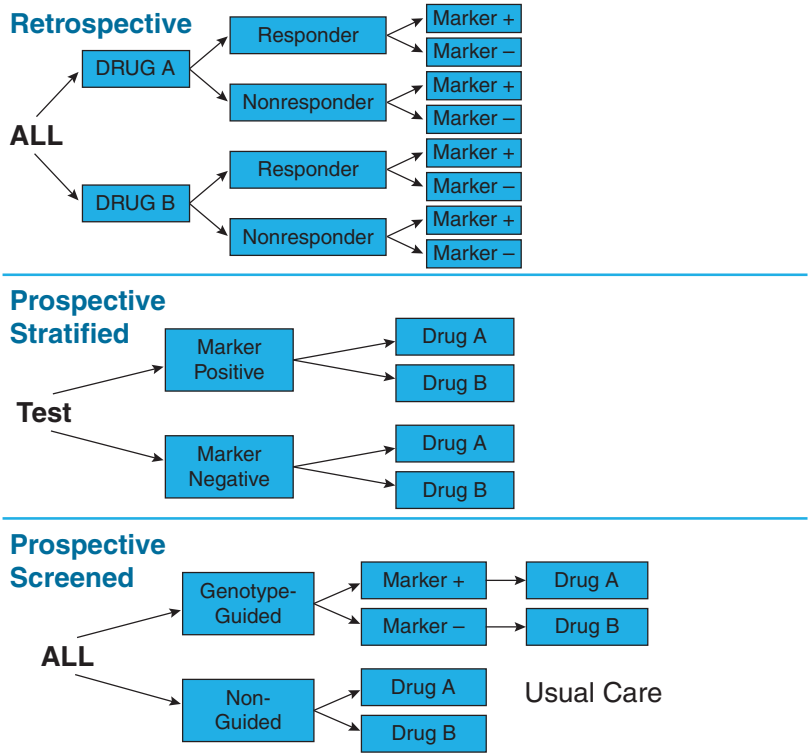 Retrospective
Responder
Marker +
Marker –
DRUG A
Nonresponder
Marker +
Marker –
ALL
Responder
Marker +
Marker –
DRUG B
Nonresponder
Marker +
Marker –
Prospective
Stratified
Marker
Positive
Drug A
Drug B
Test
Marker
Negative
Drug A
Drug B
Prospective
Screened
Genotype-
Guided
Marker +
Drug A
Marker –
Drug B
ALL
Non-
Guided
Drug A
Drug B
Usual Care